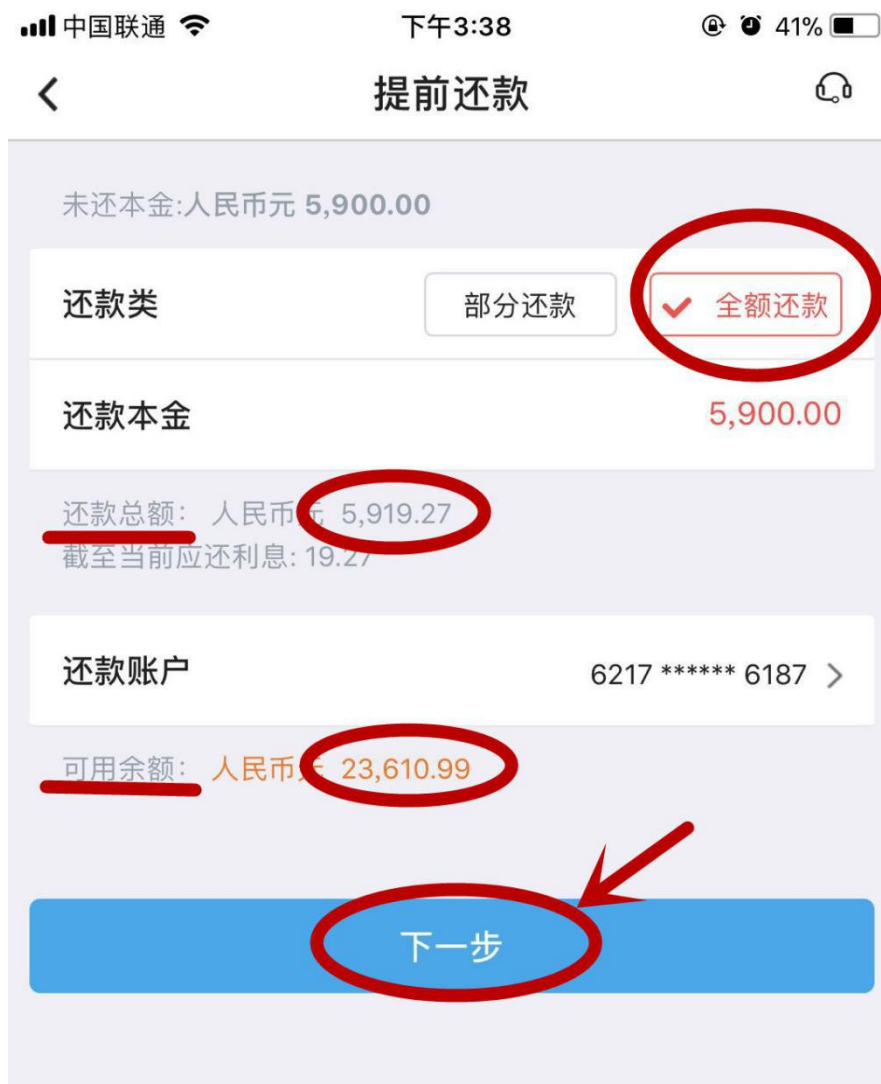 中国联通 下午3:38 41%
提前还款
未还本金:人民币元 5,900.00
还款类 部分还款 全额还款
还款本金 5,900.00
还款总额: 人民币元 5,919.27
截至当前应还利息: 19.27
还款账户 6217 ****** 6187
可用余额: 人民币元 23,610.99
下一步